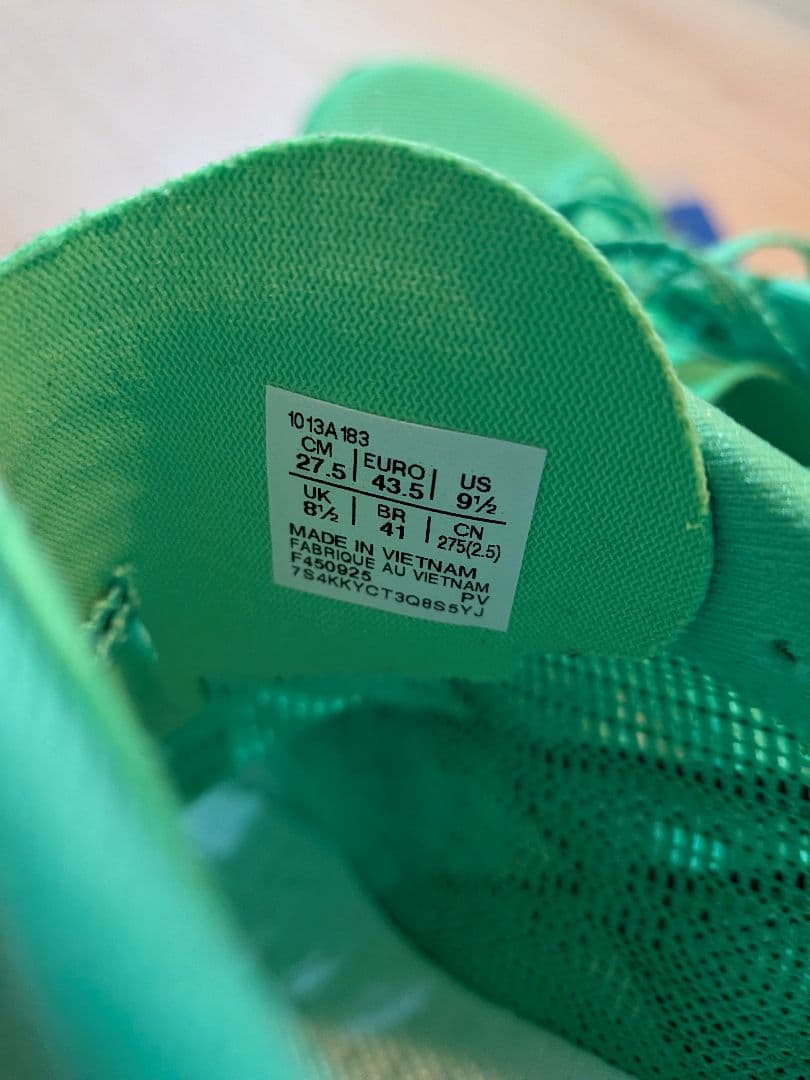 1013A183
CM | EURO | US
27.5 | 43.5 | 9½
UK | BR | CN
8½ | 41 | 275(2.5)
MADE IN VIETNAM
FABRIQUE AU VIETNAM
F450925 PV
7S4KKYCT3Q8S5YJ